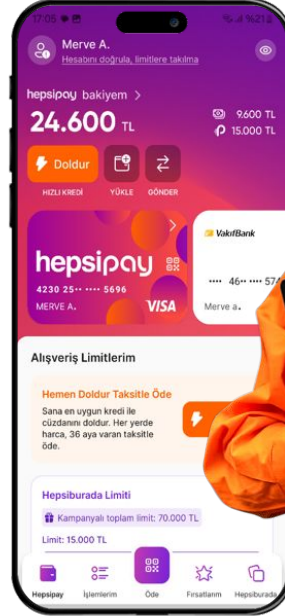 17:05
%21
Merve A.
Hesabını doğrula, limitlere takılma
hepsipay bakiyem >
24.600 TL
9.600 TL
15.000 TL
Doldur
HIZLI KREDİ
YÜKLE
GÖNDER
hepsipay
4230 25•• •••• 5696
MERVE A.
VISA
VakıfBank
•••• 46•• •••• 574
Merve a.
Alışveriş Limitlerim
Hemen Doldur Taksitle Öde
Sana en uygun kredi ile
cüzdanını doldur. Her yerde
harca, 36 aya varan taksitle
öde.
Hepsiburada Limiti
Kampanyalı toplam limit: 70.000 TL
Limit: 15.000 TL
Hepsipay
İşlemlerim
Öde
Fırsatlarım
Hepsiburada